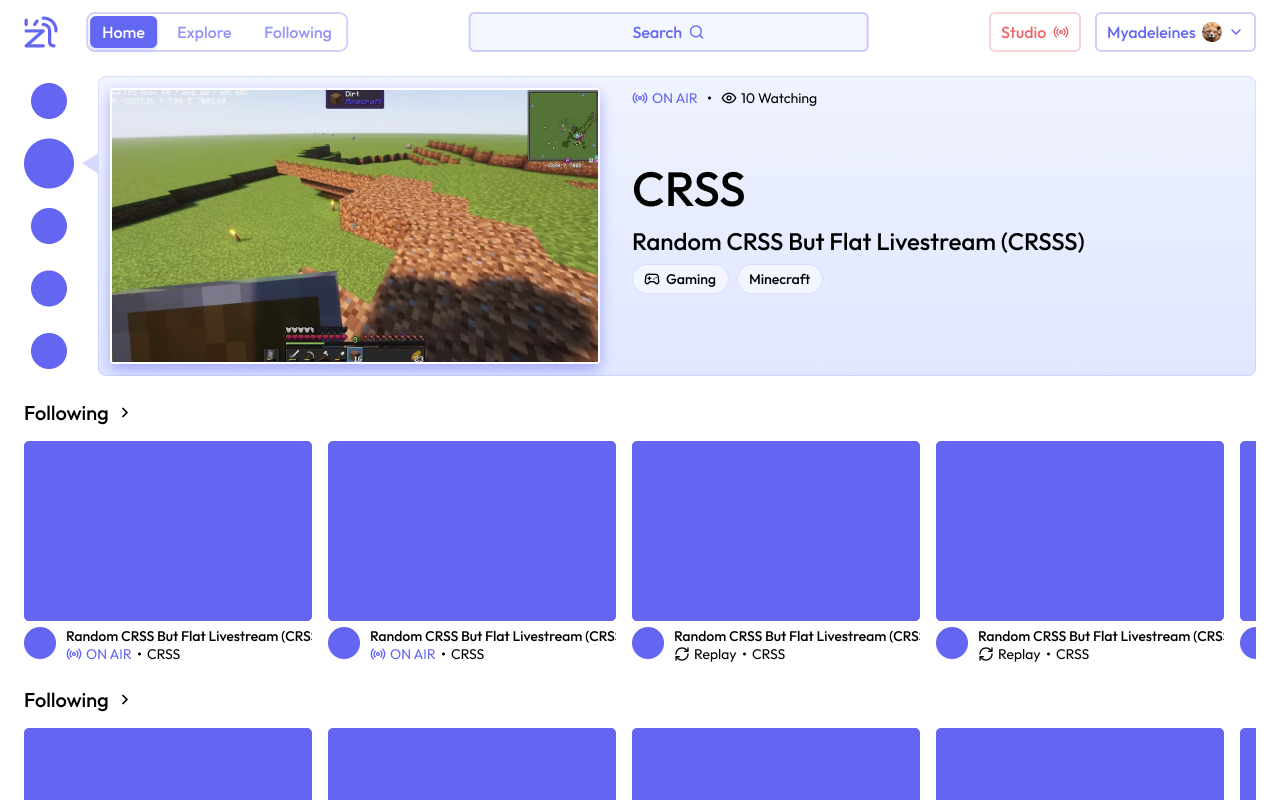 Home Explore Following
Search
Studio
Myadeleines
Dirt
Minecraft
ON AIR • 10 Watching
CRSS
Random CRSS But Flat Livestream (CRSSS)
Gaming Minecraft
16
23
Following
Random CRSS But Flat Livestream (CRS
ON AIR • CRSS
Random CRSS But Flat Livestream (CRS
ON AIR • CRSS
Random CRSS But Flat Livestream (CRS
Replay • CRSS
Random CRSS But Flat Livestream (CRS
Replay • CRSS
Following